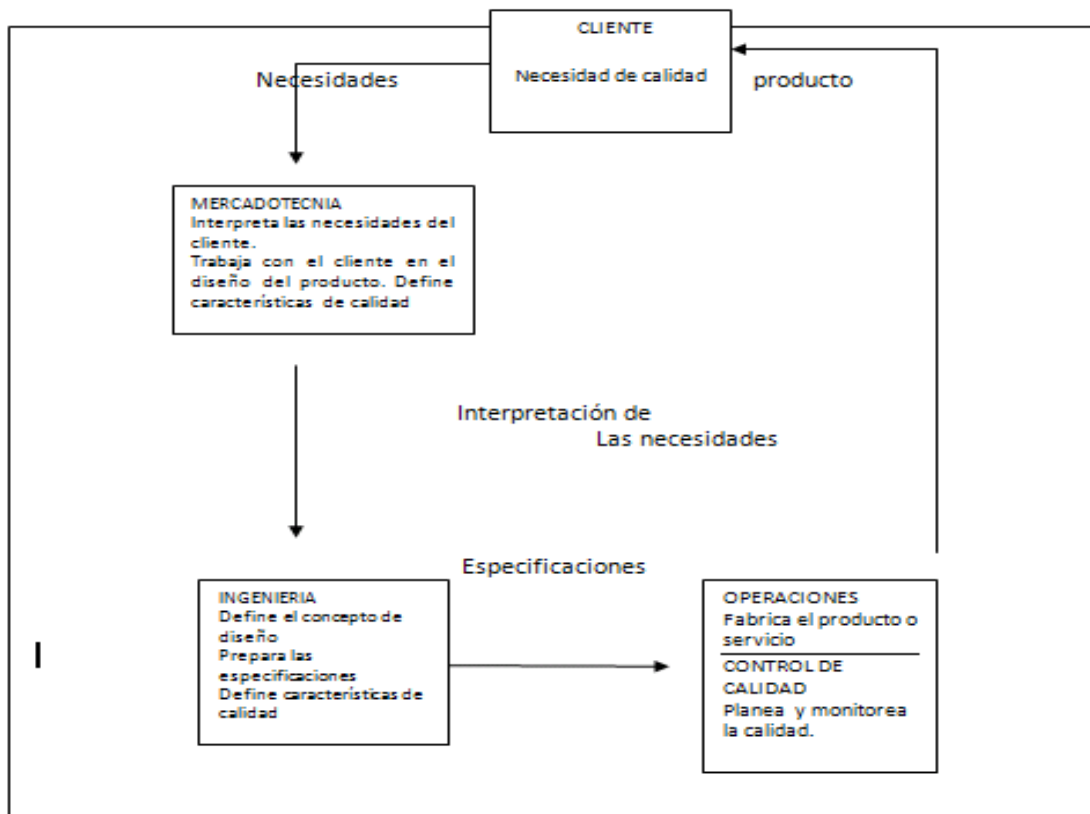 CLIENTE
Necesidad de calidad
Necesidades
producto
MERCADOTECNIA
Interpreta las necesidades del
cliente.
Trabaja con el cliente en el
diseño del producto. Define
características de calidad
Interpretación de
Las necesidades
Especificaciones
INGENIERIA
Define el concepto de
diseño
Prepara las
especificaciones
Define características de
calidad
OPERACIONES
Fabrica el producto o
servicio
CONTROL DE
CALIDAD
Planea y monitorea
la calidad.